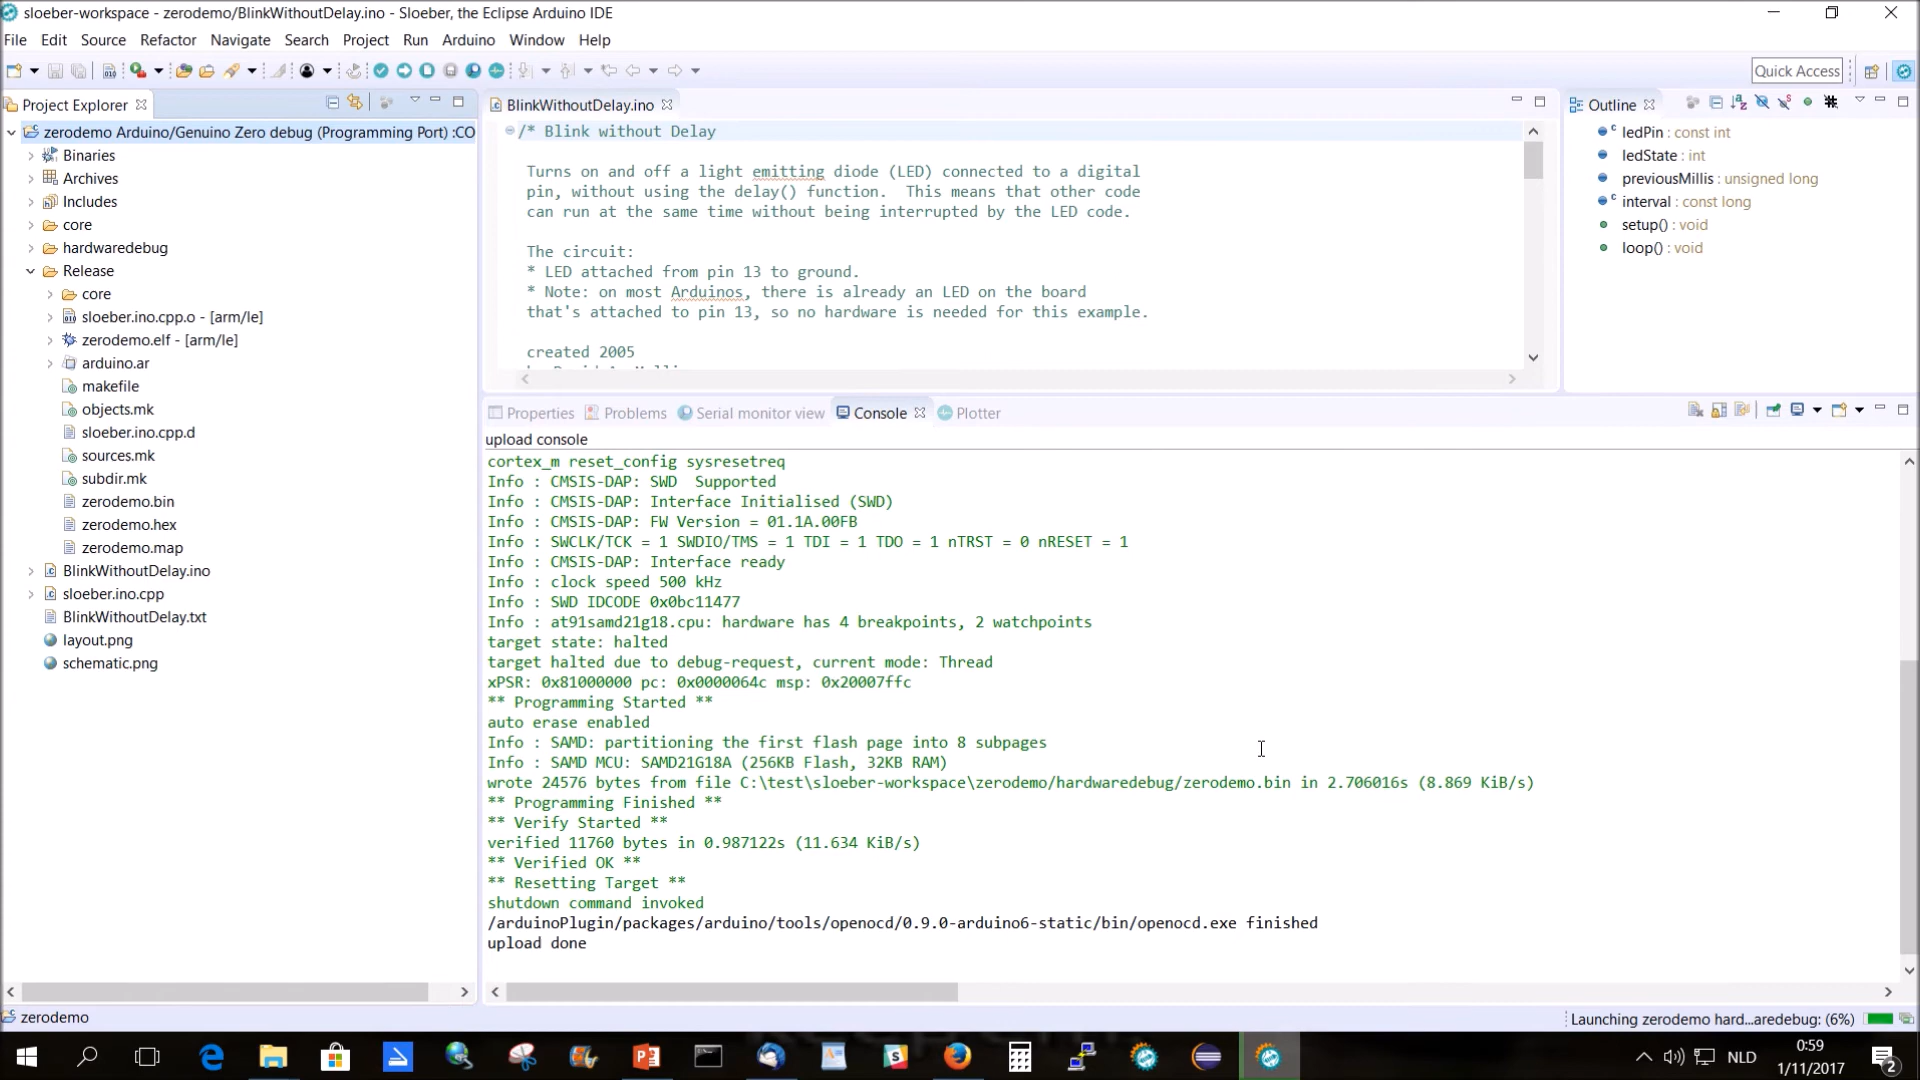 sloeber-workspace - zerodemo/BlinkWithoutDelay.ino - Sloeber, the Eclipse Arduino IDE
File Edit Source Refactor Navigate Search Project Run Arduino Window Help
Quick Access
Project Explorer
zerodemo Arduino/Genuino Zero debug (Programming Port) :CO
Binaries
Archives
Includes
core
hardwaredebug
Release
core
sloeber.ino.cpp.o - [arm/le]
zerodemo.elf - [arm/le]
arduino.ar
makefile
objects.mk
sloeber.ino.cpp.d
sources.mk
subdir.mk
zerodemo.bin
zerodemo.hex
zerodemo.map
BlinkWithoutDelay.ino
sloeber.ino.cpp
BlinkWithoutDelay.txt
layout.png
schematic.png
BlinkWithoutDelay.ino
/* Blink without Delay
Turns on and off a light emitting diode (LED) connected to a digital
pin, without using the delay() function.  This means that other code
can run at the same time without being interrupted by the LED code.
The circuit:
* LED attached from pin 13 to ground.
* Note: on most Arduinos, there is already an LED on the board
that's attached to pin 13, so no hardware is needed for this example.
created 2005
Outline
ledPin : const int
ledState : int
previousMillis : unsigned long
interval : const long
setup() : void
loop() : void
Properties Problems Serial monitor view Console Plotter
upload console
cortex_m reset_config sysresetreq
Info : CMSIS-DAP: SWD  Supported
Info : CMSIS-DAP: Interface Initialised (SWD)
Info : CMSIS-DAP: FW Version = 01.1A.00FB
Info : SWCLK/TCK = 1 SWDIO/TMS = 1 TDI = 1 TDO = 1 nTRST = 0 nRESET = 1
Info : CMSIS-DAP: Interface ready
Info : clock speed 500 kHz
Info : SWD IDCODE 0x0bc11477
Info : at91samd21g18.cpu: hardware has 4 breakpoints, 2 watchpoints
target state: halted
target halted due to debug-request, current mode: Thread
xPSR: 0x81000000 pc: 0x0000064c msp: 0x20007ffc
** Programming Started **
auto erase enabled
Info : SAMD: partitioning the first flash page into 8 subpages
Info : SAMD MCU: SAMD21G18A (256KB Flash, 32KB RAM)
wrote 24576 bytes from file C:\test\sloeber-workspace\zerodemo/hardwaredebug/zerodemo.bin in 2.706016s (8.869 KiB/s)
** Programming Finished **
** Verify Started **
verified 11760 bytes in 0.987122s (11.634 KiB/s)
** Verified OK **
** Resetting Target **
shutdown command invoked
/arduinoPlugin/packages/arduino/tools/openocd/0.9.0-arduino6-static/bin/openocd.exe finished
upload done
zerodemo
Launching zerodemo hard...aredebug: (6%)
NLD
0:59
1/11/2017
2